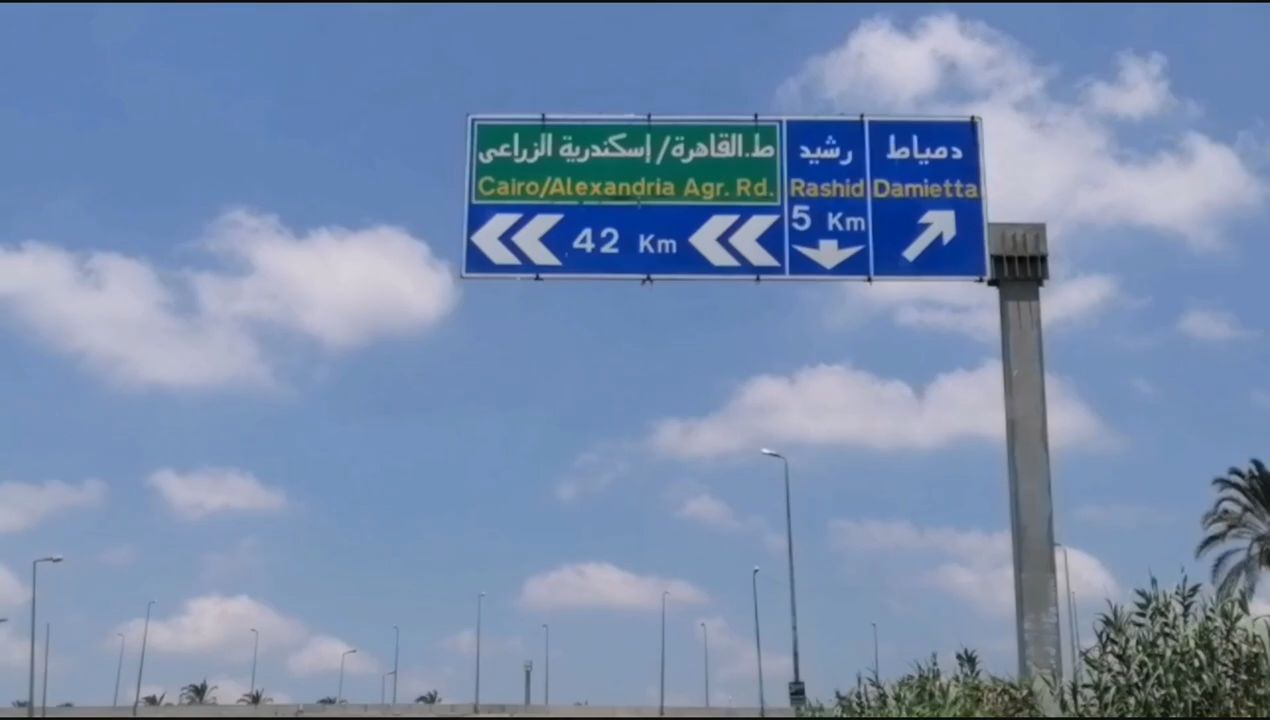 ط.القاهرة/إسكندرية الزراعى
Cairo/Alexandria Agr. Rd.
42 Km
رشيد
Rashid
5 Km
دمياط
Damietta